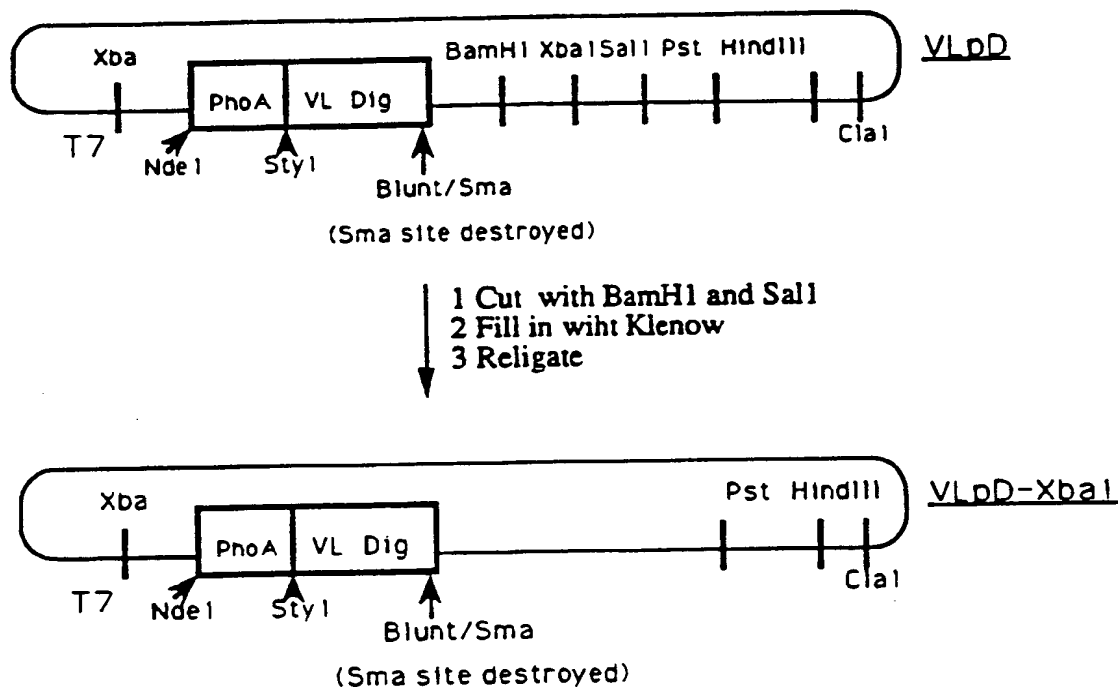 Xba
BamH1 Xba1 Sal1 Pst HindIII
VLpD
PhoA VL Dig
T7
Nde1
Sty1
Cla1
Blunt/Sma
(Sma site destroyed)
1 Cut with BamH1 and Sal1
2 Fill in wiht Klenow
3 Religate
Xba
Pst HindIII
VLpD-Xba1
PhoA VL Dig
T7
Nde1
Sty1
Cla1
Blunt/Sma
(Sma site destroyed)